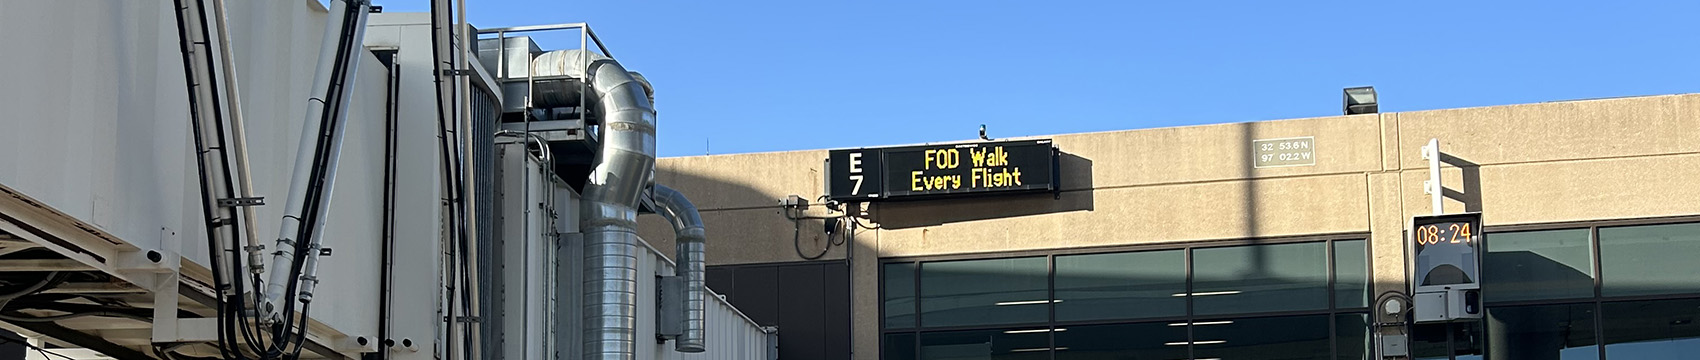 E
7
FOD Walk
Every Flight
32 53.6 N
97 02.2 W
08:24